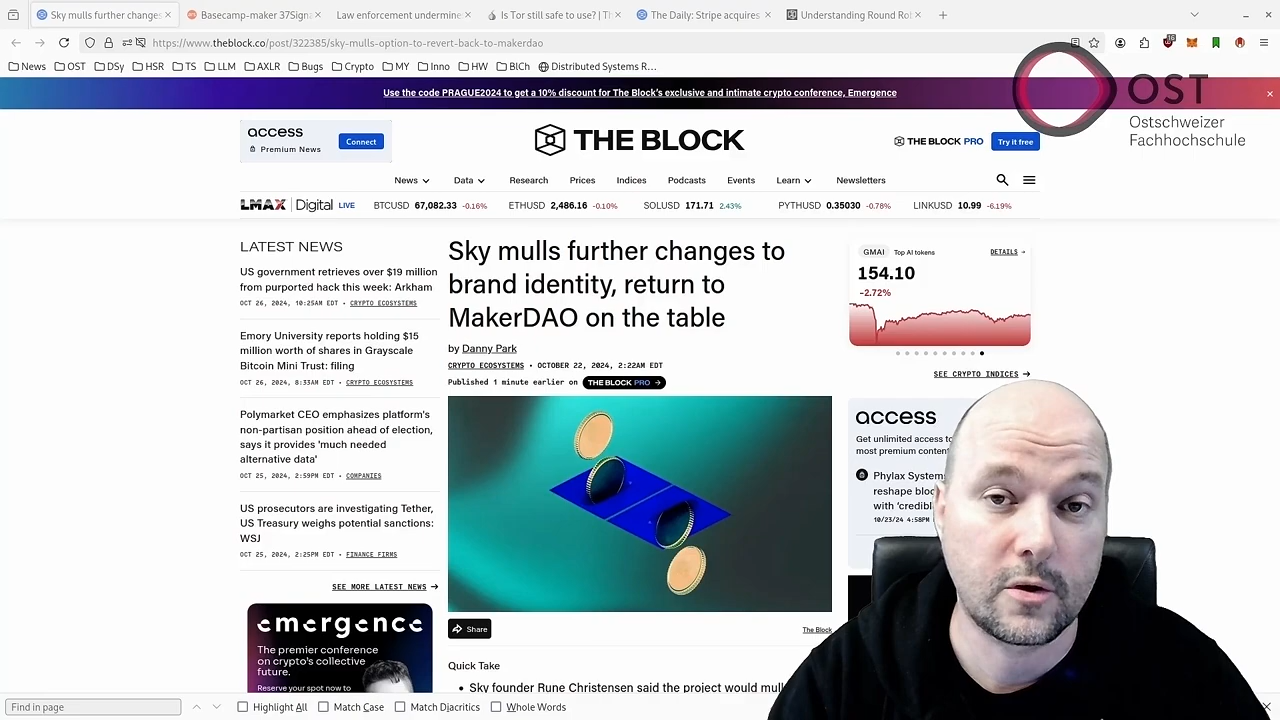 Sky mulls further changes
Basecamp-maker 37Signa
Law enforcement undermine
Is Tor still safe to use? | Th
The Daily: Stripe acquires
Understanding Round Rob
https://www.theblock.co/post/322385/sky-mulls-option-to-revert-back-to-makerdao
News
OST
DSy
HSR
TS
LLM
AXLR
Bugs
Crypto
MY
Inno
HW
BlCh
Distributed Systems R…
Use the code PRAGUE2024 to get a 10% discount for The Block's exclusive and intimate crypto conference, Emergence
OST
Ostschweizer
Fachhochschule
access
Premium News
Connect
THE BLOCK
THE BLOCK PRO
Try it free
News
Data
Research
Prices
Indices
Podcasts
Events
Learn
Newsletters
LMAX Digital LIVE
BTCUSD 67,082.33 -0.16%
ETHUSD 2,486.16 -0.10%
SOLUSD 171.71 2.43%
PYTHUSD 0.35030 -0.78%
LINKUSD 10.99 -6.19%
LATEST NEWS
US government retrieves over $19 million
from purported hack this week: Arkham
OCT 26, 2024, 10:25AM EDT • CRYPTO ECOSYSTEMS
Emory University reports holding $15
million worth of shares in Grayscale
Bitcoin Mini Trust: filing
OCT 26, 2024, 8:33AM EDT • CRYPTO ECOSYSTEMS
Polymarket CEO emphasizes platform's
non-partisan position ahead of election,
says it provides 'much needed
alternative data'
OCT 25, 2024, 2:59PM EDT • COMPANIES
US prosecutors are investigating Tether,
US Treasury weighs potential sanctions:
WSJ
OCT 25, 2024, 2:25PM EDT • FINANCE FIRMS
SEE MORE LATEST NEWS →
emergence
The premier conference
on crypto's collective
future.
Reserve your spot now to
Sky mulls further changes to
brand identity, return to
MakerDAO on the table
by Danny Park
CRYPTO ECOSYSTEMS • OCTOBER 22, 2024, 2:22AM EDT
Published 1 minute earlier on THE BLOCK PRO →
Share
The Block
Quick Take
• Sky founder Rune Christensen said the project would mull
GMAI Top AI tokens
DETAILS
154.10
-2.72%
SEE CRYPTO INDICES →
access
Get unlimited access to
most premium content
Phylax System
reshape bloc
with 'credibl
10/23/24 4:58PM
Find in page
Highlight All
Match Case
Match Diacritics
Whole Words